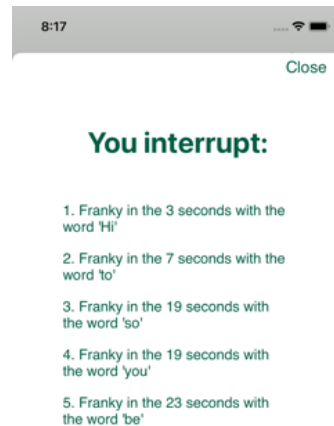 8:17
Close
You interrupt:
1. Franky in the 3 seconds with the
word 'Hi'
2. Franky in the 7 seconds with the
word 'to'
3. Franky in the 19 seconds with
the word 'so'
4. Franky in the 19 seconds with
the word 'you'
5. Franky in the 23 seconds with
the word 'be'